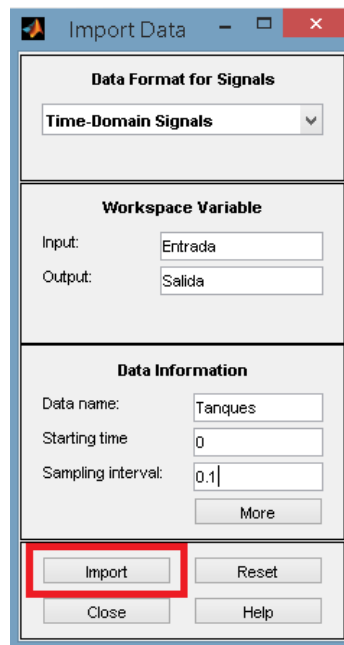 Import Data
Data Format for Signals
Time-Domain Signals
Workspace Variable
Input: Entrada
Output: Salida
Data Information
Data name: Tanques
Starting time 0
Sampling interval: 0.1
More
Import Reset
Close Help